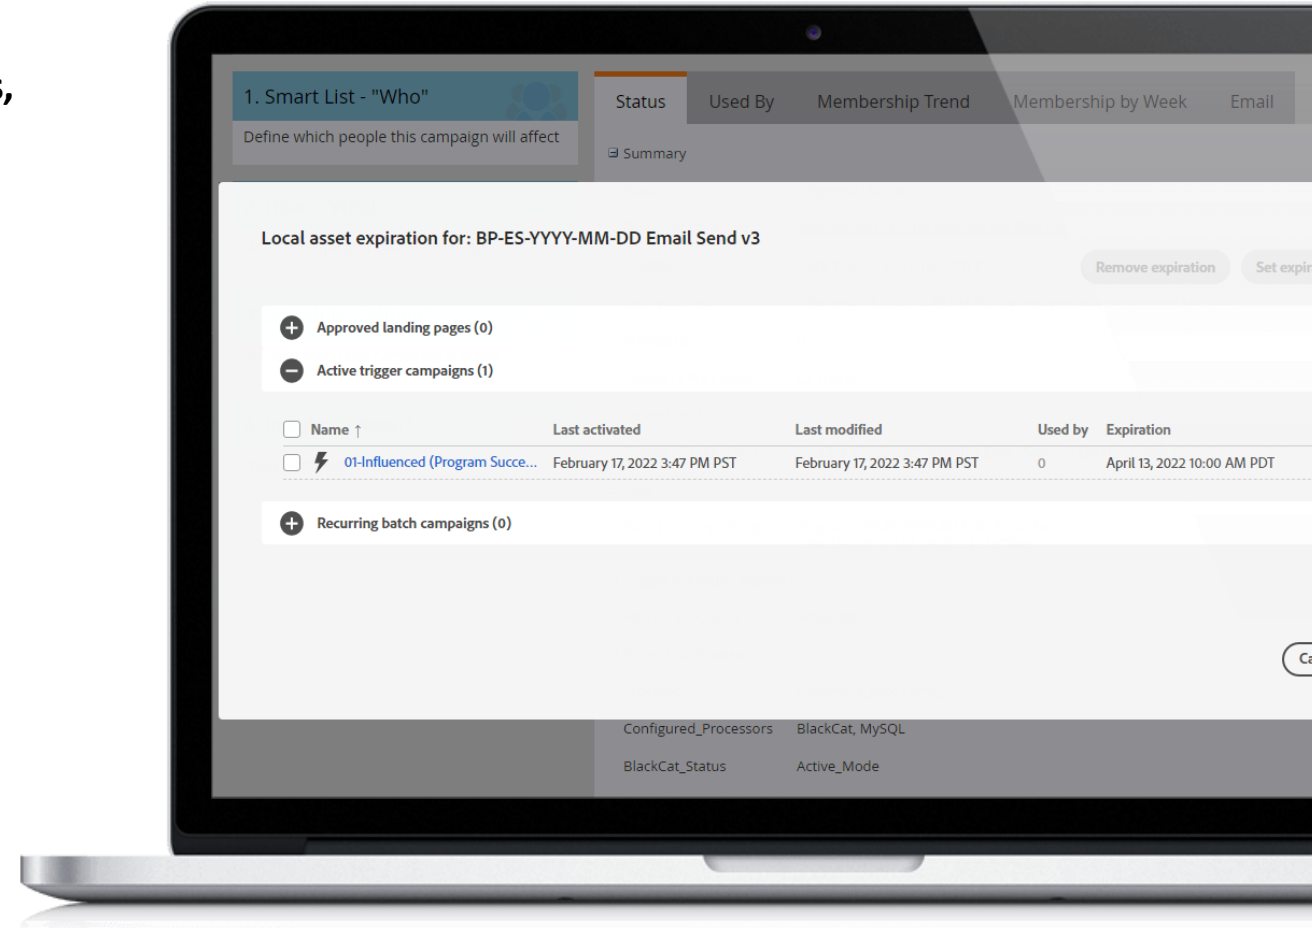 s,
1. Smart List - "Who"
Define which people this campaign will affect
Status Used By Membership Trend Membership by Week Email
Summary
Local asset expiration for: BP-ES-YYYY-MM-DD Email Send v3
Remove expiration Set expir
Approved landing pages (0)
Active trigger campaigns (1)
Name ↑ Last activated Last modified Used by Expiration
01-Influenced (Program Succe... February 17, 2022 3:47 PM PST February 17, 2022 3:47 PM PST 0 April 13, 2022 10:00 AM PDT
Recurring batch campaigns (0)
Ca
Configured_Processors BlackCat, MySQL
BlackCat_Status Active_Mode